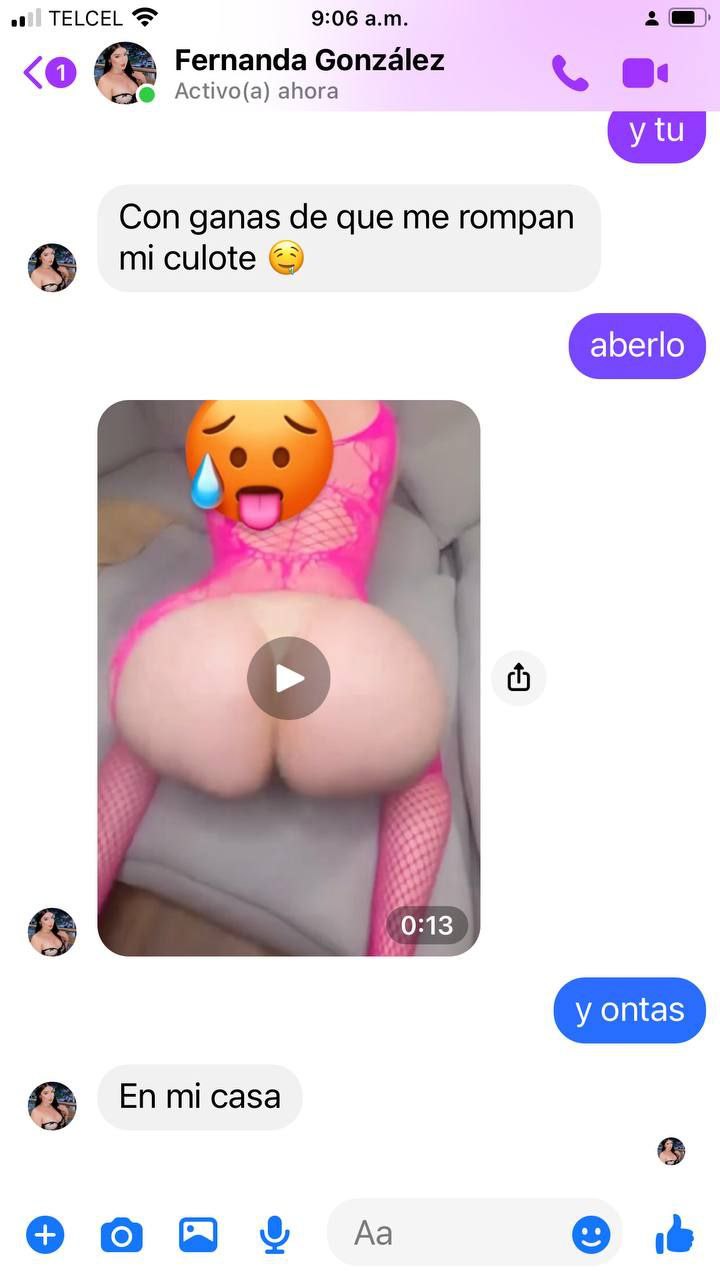 TELCEL 9:06 a.m.
1 Fernanda González
Activo(a) ahora
y tu
Con ganas de que me rompan
mi culote 🤤
aberlo
0:13
y ontas
En mi casa
Aa